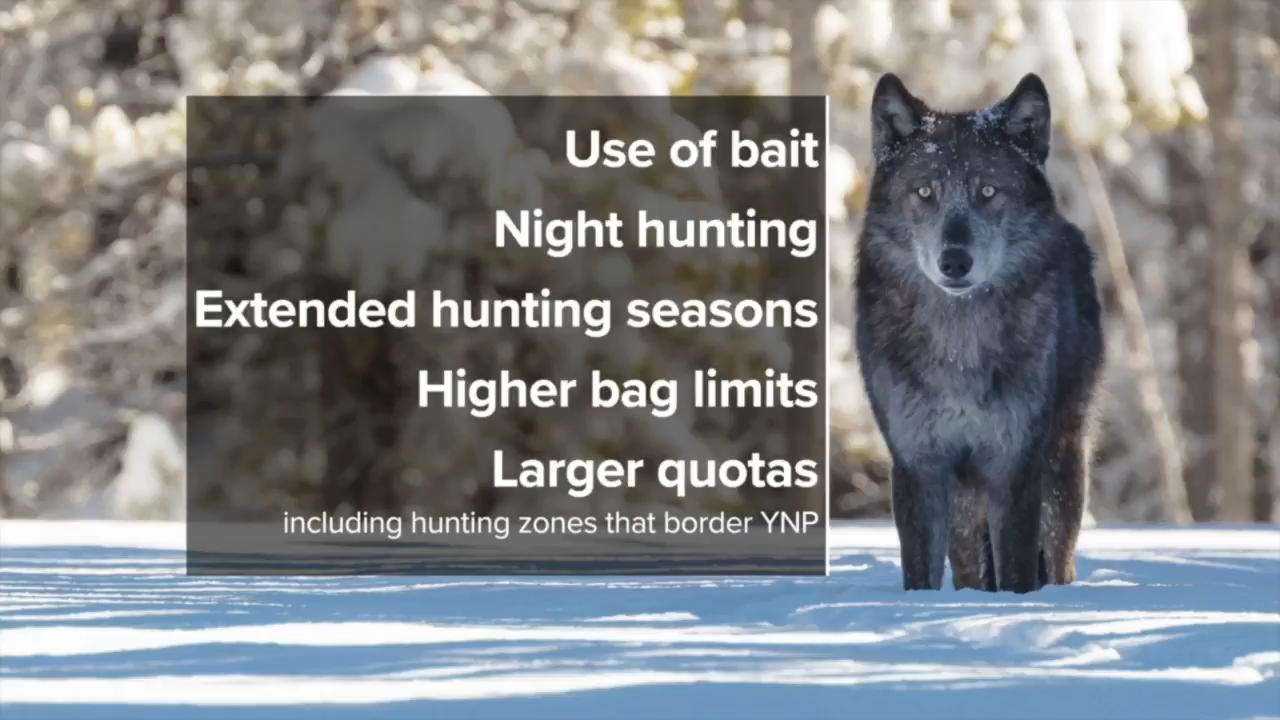 Use of bait
Night hunting
Extended hunting seasons
Higher bag limits
Larger quotas
including hunting zones that border YNP